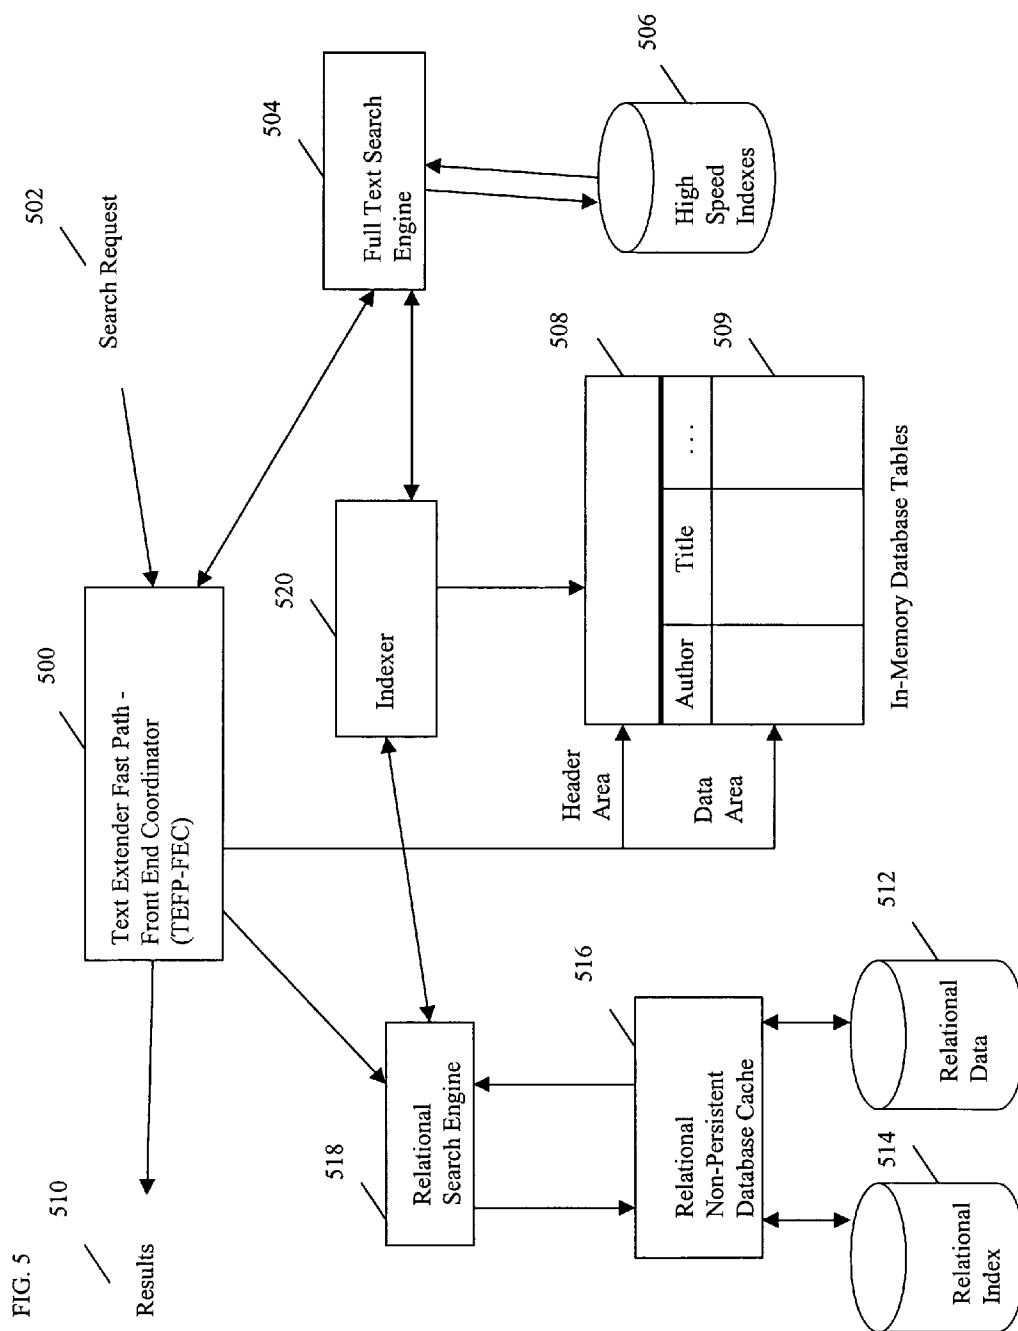 FIG. 5
510
Results
500
Text Extender Fast Path -
Front End Coordinator
(TEFP-FEC)
502
Search Request
518
Relational
Search Engine
520
Indexer
504
Full Text Search
Engine
516
Relational
Non-Persistent
Database Cache
Header
Area
Data
Area
508
Author
Title
. . . .
509
In-Memory Database Tables
506
High
Speed
Indexes
514
Relational
Index
512
Relational
Data